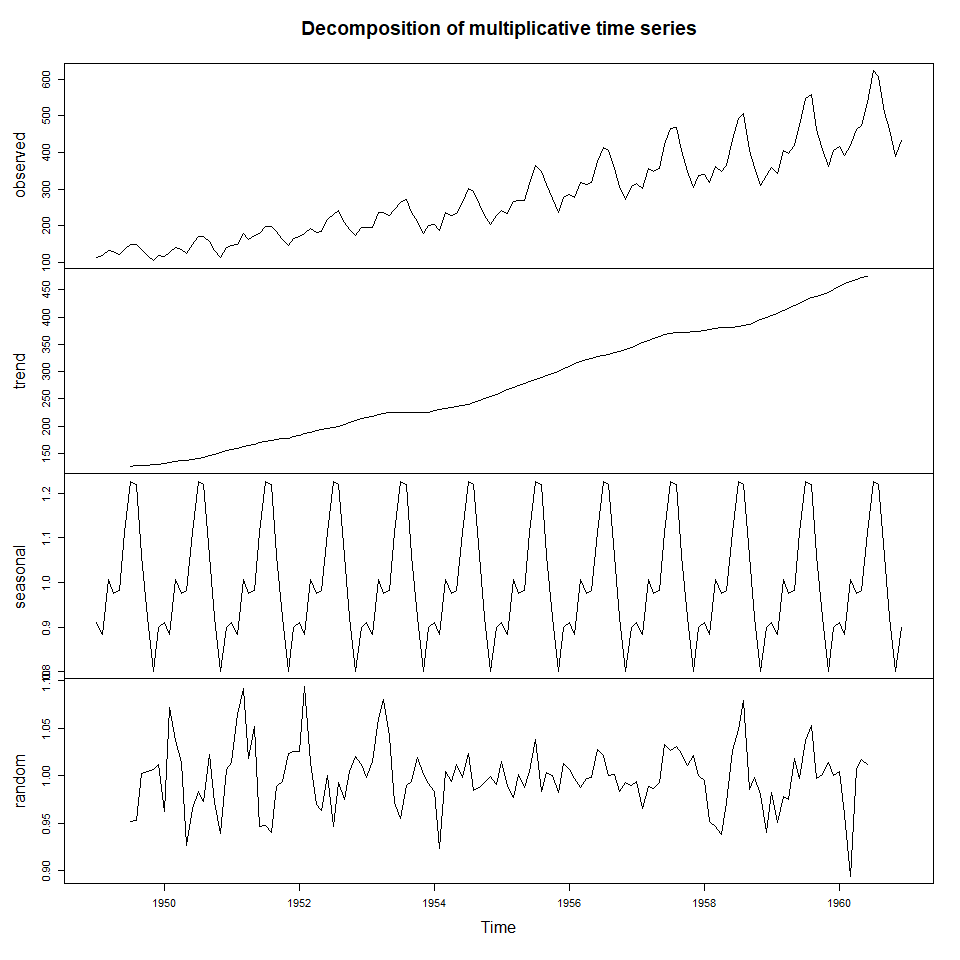 Decomposition of multiplicative time series
observed
100 200 300 400 500 600
trend
150 200 250 300 350 400 450
seasonal
0.8 0.9 1.0 1.1 1.2
random
0.90 0.95 1.00 1.05 1.10
1950 1952 1954 1956 1958 1960
Time